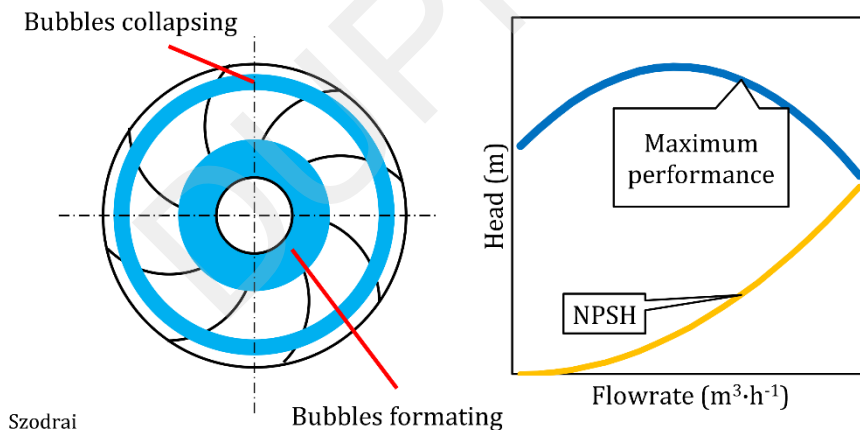 Bubbles collapsing
Maximum
performance
Head (m)
NPSH
Flowrate (m³·h⁻¹)
Bubbles formating
Szodrai